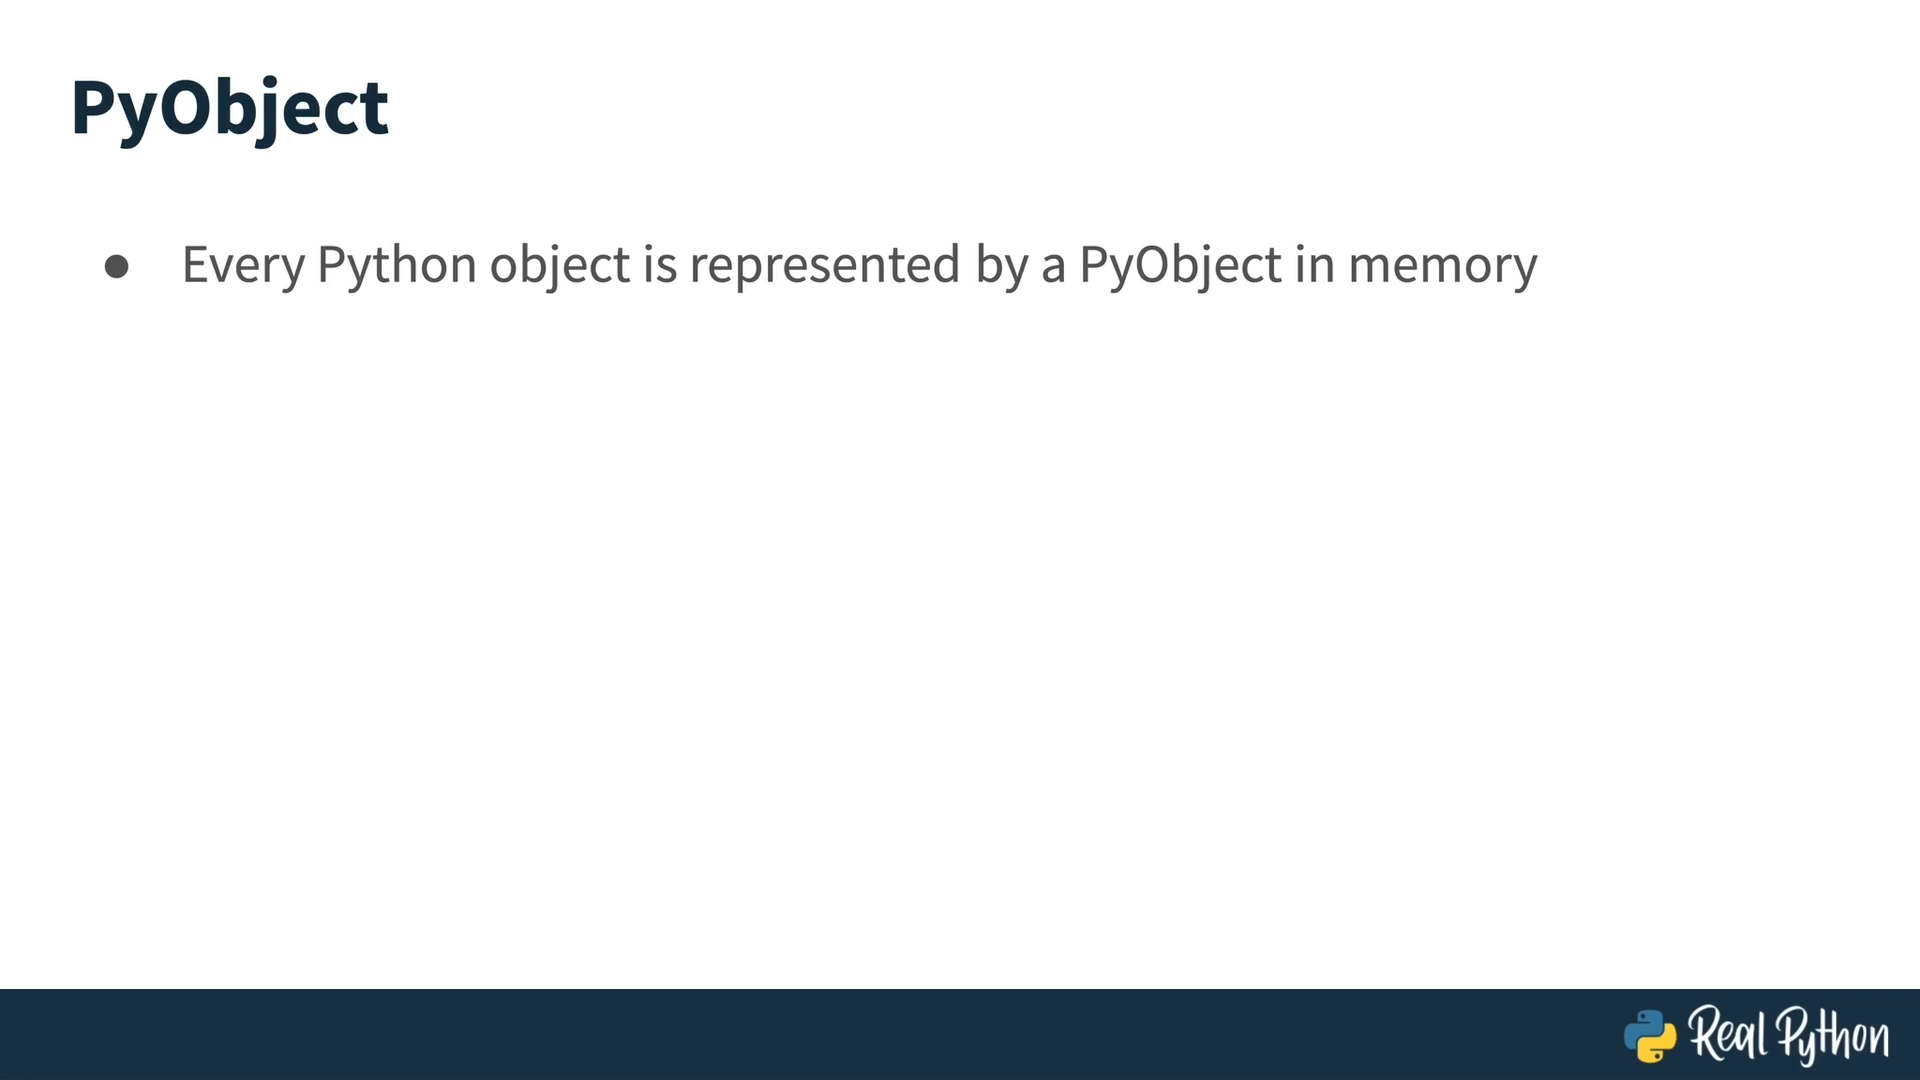 PyObject
● Every Python object is represented by a PyObject in memory
Real Python